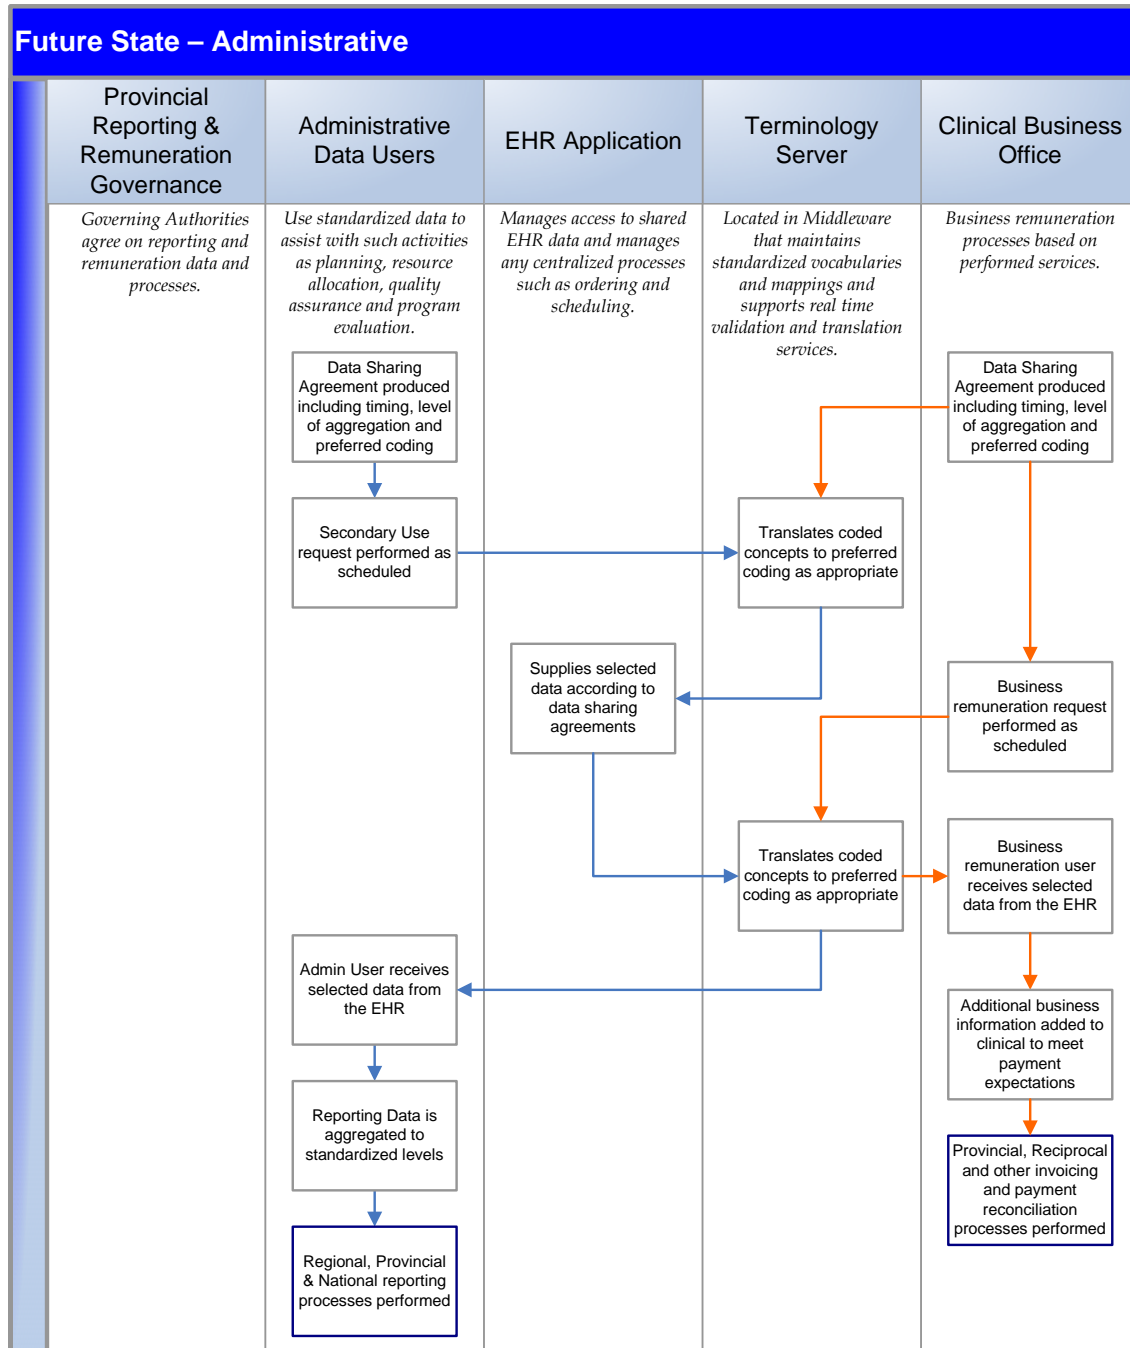 Future State – Administrative
Provincial
Reporting &
Remuneration
Governance
Administrative
Data Users
EHR Application
Terminology
Server
Clinical Business
Office
Governing Authorities
agree on reporting and
remuneration data and
processes.
Use standardized data to
assist with such activities
as planning, resource
allocation, quality
assurance and program
evaluation.
Manages access to shared
EHR data and manages
any centralized processes
such as ordering and
scheduling.
Located in Middleware
that maintains
standardized vocabularies
and mappings and
supports real time
validation and translation
services.
Business remuneration
processes based on
performed services.
Data Sharing
Agreement produced
including timing, level
of aggregation and
preferred coding
Data Sharing
Agreement produced
including timing, level
of aggregation and
preferred coding
Secondary Use
request performed as
scheduled
Translates coded
concepts to preferred
coding as appropriate
Supplies selected
data according to
data sharing
agreements
Business
remuneration request
performed as
scheduled
Translates coded
concepts to preferred
coding as appropriate
Business
remuneration user
receives selected
data from the EHR
Admin User receives
selected data from
the EHR
Additional business
information added to
clinical to meet
payment
expectations
Reporting Data is
aggregated to
standardized levels
Provincial, Reciprocal
and other invoicing
and payment
reconciliation
processes performed
Regional, Provincial
& National reporting
processes performed